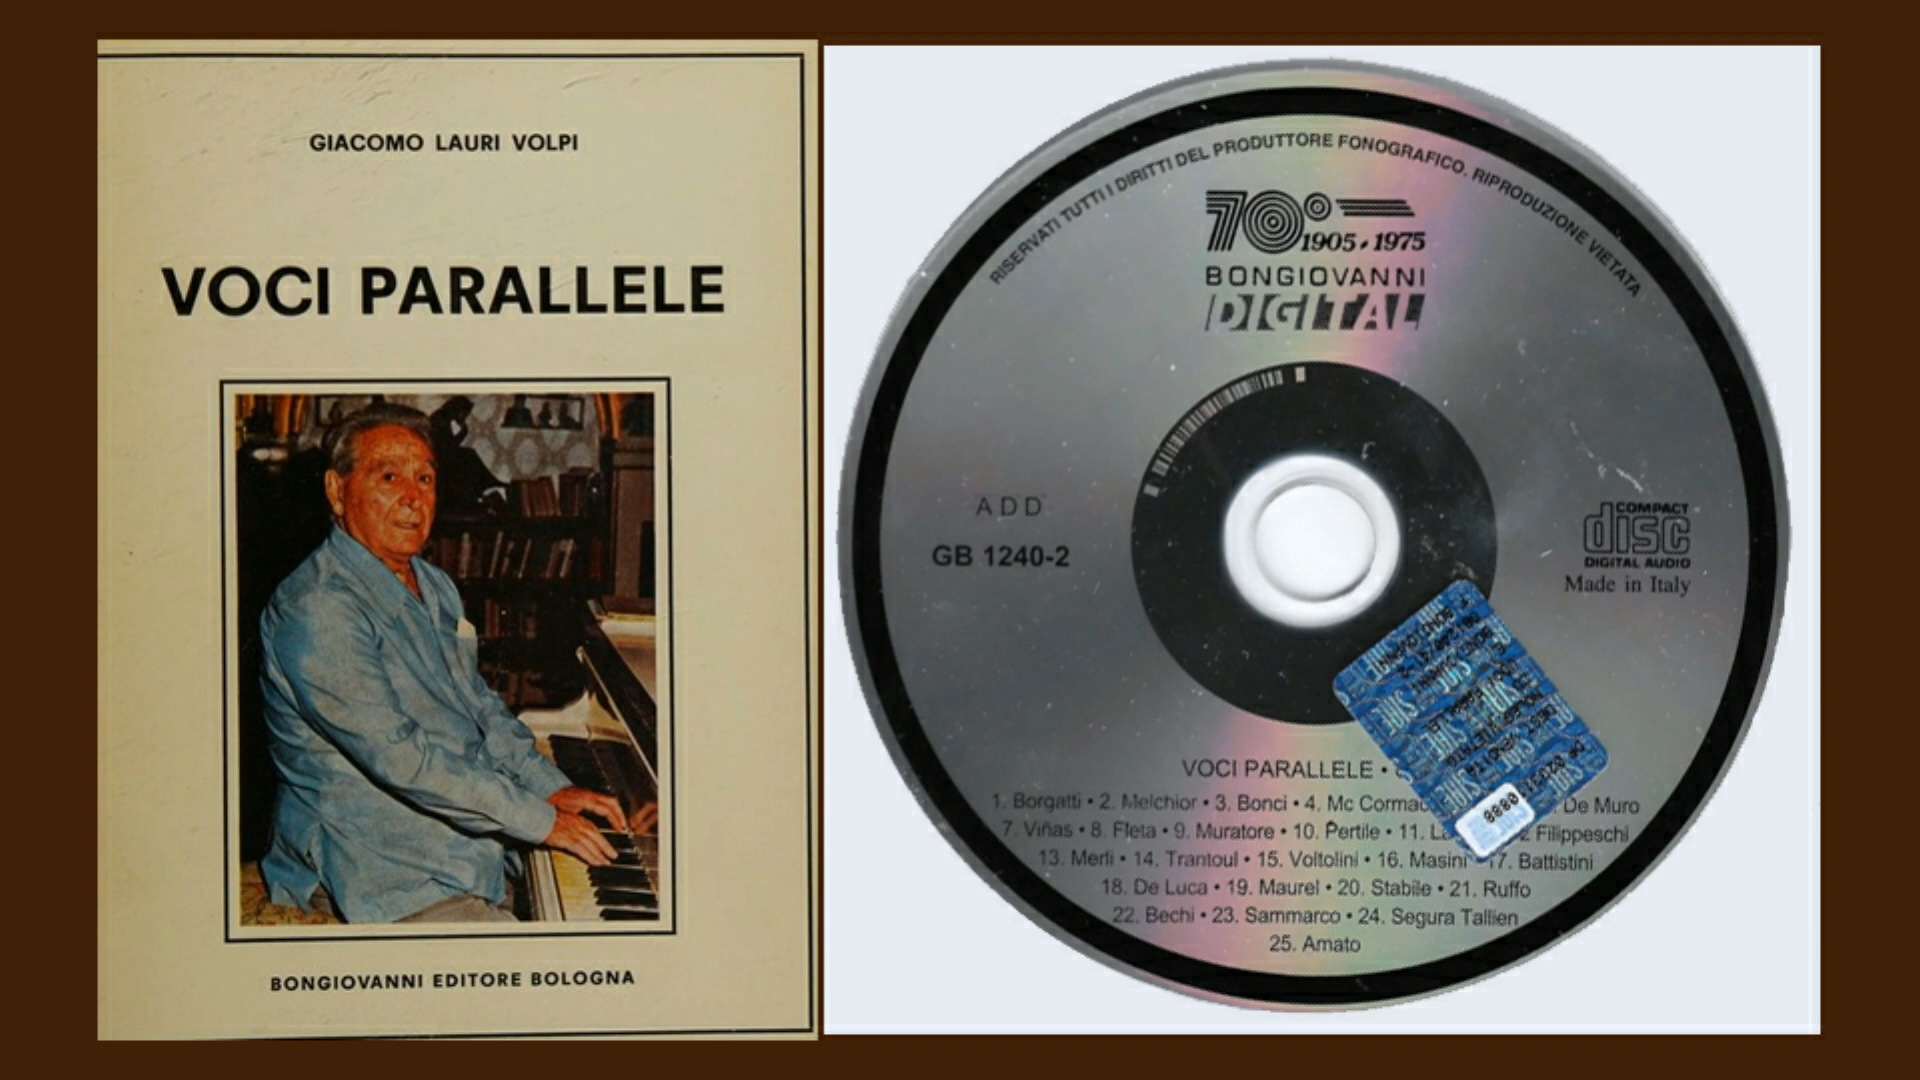 GIACOMO LAURI VOLPI
VOCI PARALLELE
BONGIOVANNI EDITORE BOLOGNA
RISERVATI TUTTI I DIRITTI DEL PRODUTTORE FONOGRAFICO. RIPRODUZIONE VIETATA
70°
1905 - 1975
BONGIOVANNI
DIGITAL
ADD
GB 1240-2
COMPACT
disc
DIGITAL AUDIO
Made in Italy
VOCI PARALLELE •
1. Borgatti • 2. Melchior • 3. Bonci • 4. Mc De Muro
7. Viñas • 8. Fleta • 9. Muratore • 10. Pertile • 11. Filippeschi
13. Merli • 14. Trantoul • 15. Voltolini • 16. Masini • 17. Battistini
18. De Luca • 19. Maurel • 20. Stabile • 21. Ruffo
22. Bechi • 23. Sammarco • 24. Segura Tallien
25. Amato